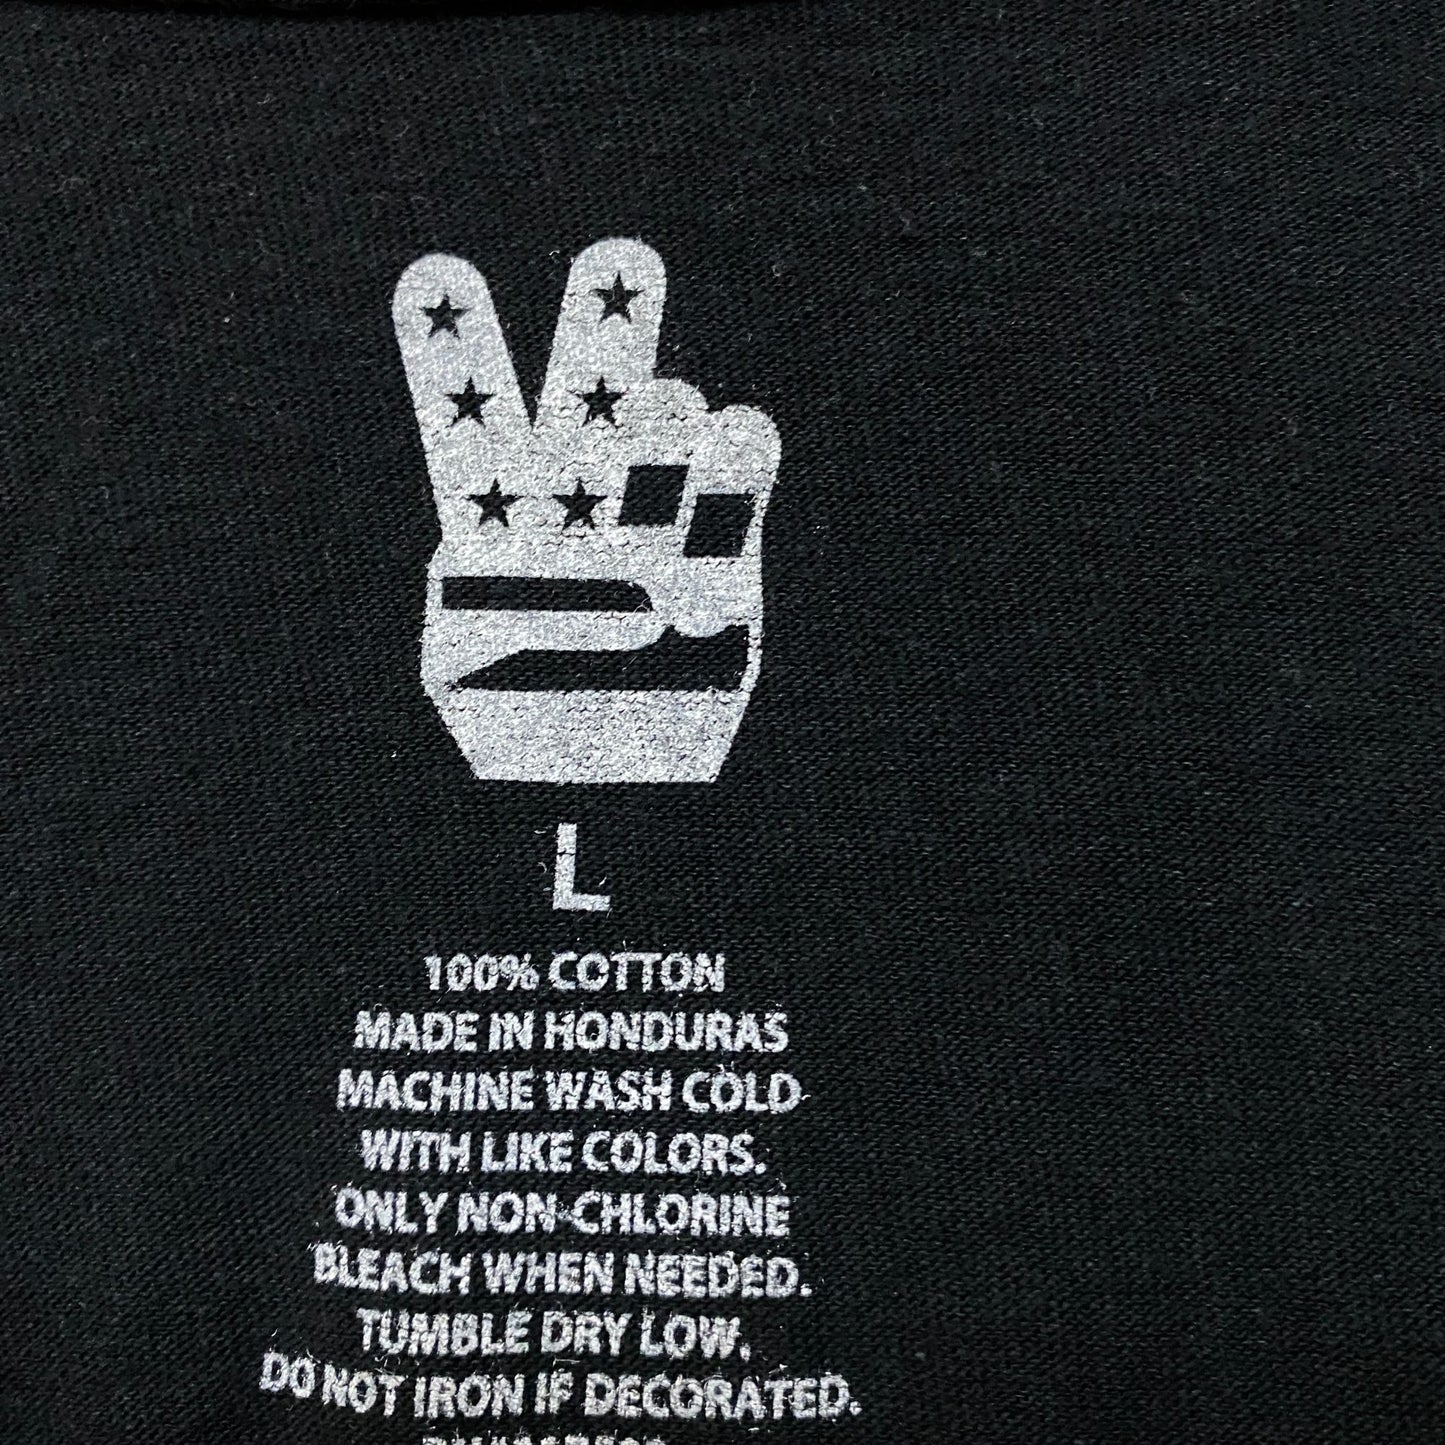 L
100% COTTON
MADE IN HONDURAS
MACHINE WASH COLD
WITH LIKE COLORS.
ONLY NON-CHLORINE
BLEACH WHEN NEEDED.
TUMBLE DRY LOW.
DO NOT IRON IF DECORATED.